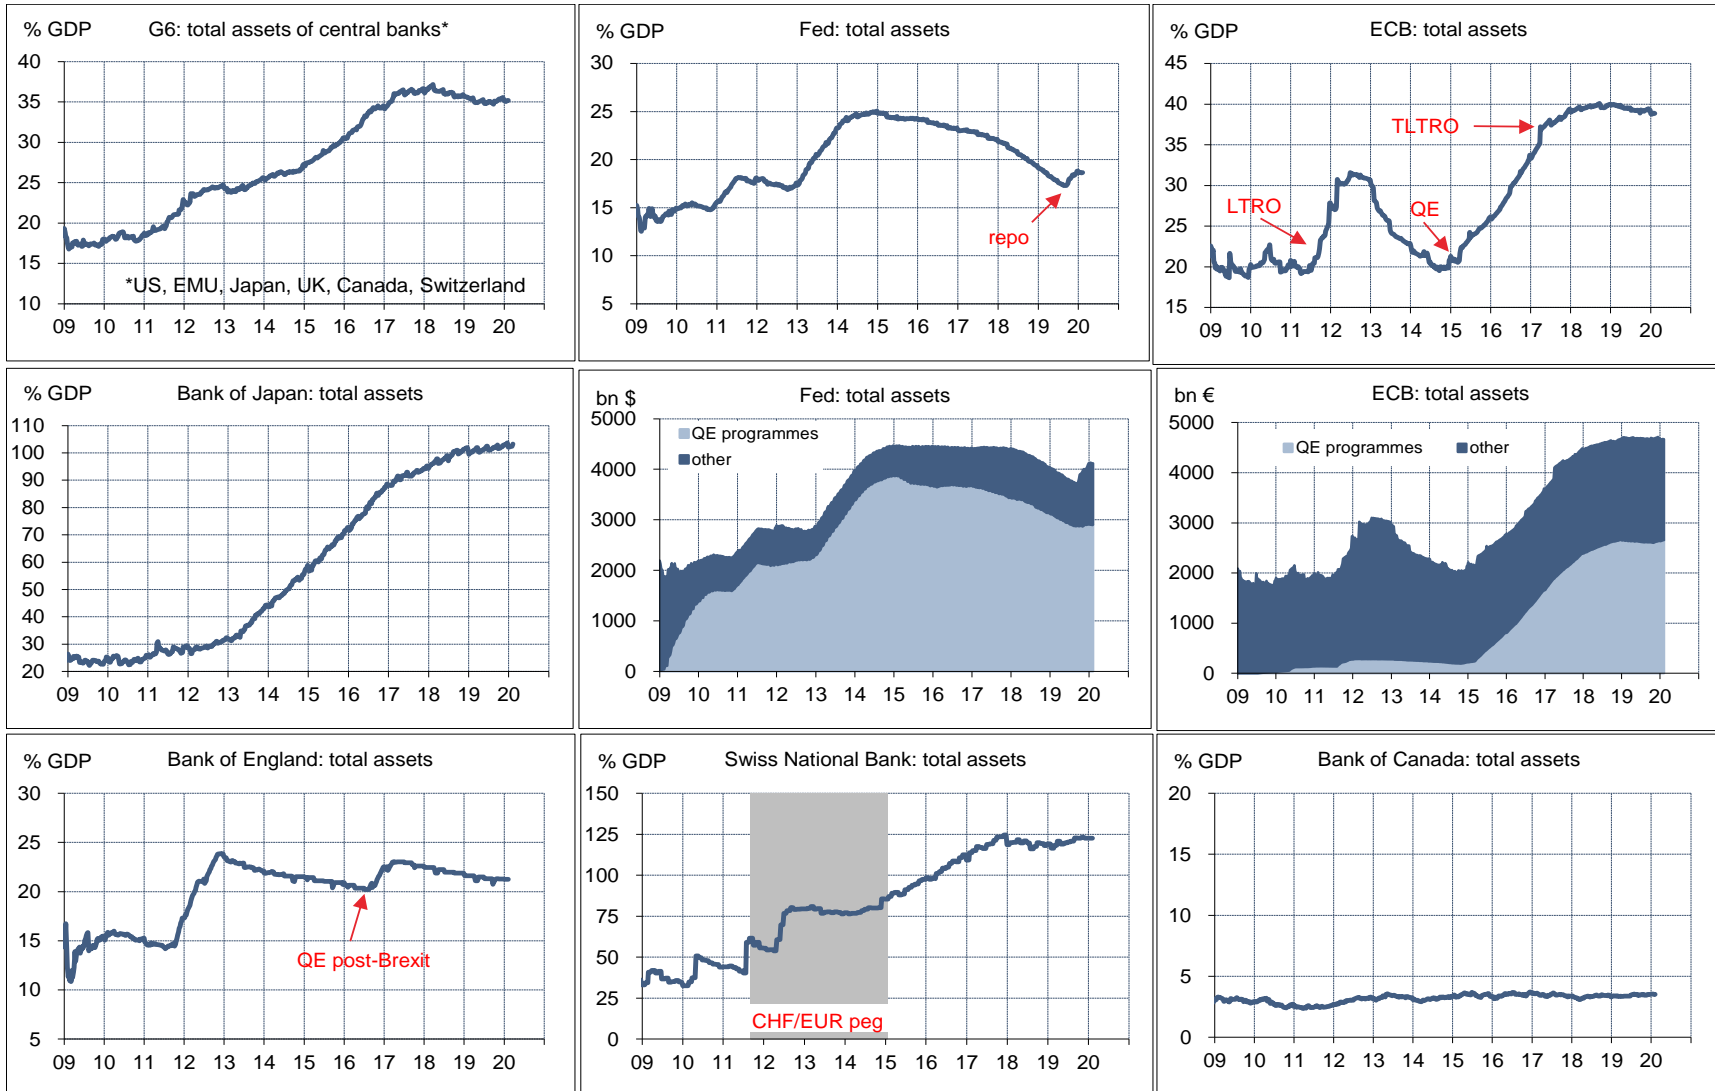 % GDP
G6: total assets of central banks*
40
35
30
25
20
15
10
*US, EMU, Japan, UK, Canada, Switzerland
09 10 11 12 13 14 15 16 17 18 19 20
% GDP
Fed: total assets
30
25
20
15
10
5
repo
09 10 11 12 13 14 15 16 17 18 19 20
% GDP
ECB: total assets
45
40
35
30
25
20
15
TLTRO
LTRO
QE
09 10 11 12 13 14 15 16 17 18 19 20
% GDP
Bank of Japan: total assets
110
100
90
80
70
60
50
40
30
20
09 10 11 12 13 14 15 16 17 18 19 20
bn $
Fed: total assets
5000
4000
3000
2000
1000
0
QE programmes
other
09 10 11 12 13 14 15 16 17 18 19 20
bn €
ECB: total assets
5000
4000
3000
2000
1000
0
QE programmes other
09 10 11 12 13 14 15 16 17 18 19 20
% GDP
Bank of England: total assets
30
25
20
15
10
5
QE post-Brexit
09 10 11 12 13 14 15 16 17 18 19 20
% GDP
Swiss National Bank: total assets
150
125
100
75
50
25
0
CHF/EUR peg
09 10 11 12 13 14 15 16 17 18 19 20
% GDP
Bank of Canada: total assets
20
15
10
5
0
09 10 11 12 13 14 15 16 17 18 19 20